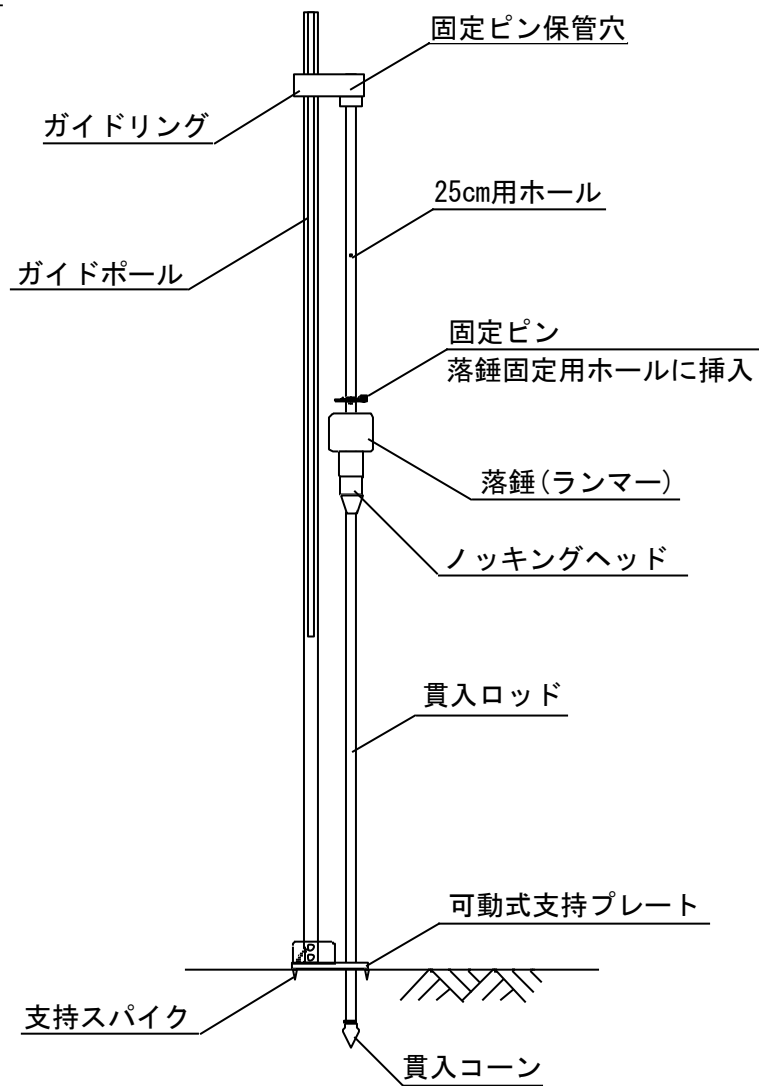 固定ピン保管穴
ガイドリング
25cm用ホール
ガイドポール
固定ピン
落錘固定用ホールに挿入
落錘(ランマー)
ノッキングヘッド
貫入ロッド
可動式支持プレート
支持スパイク
貫入コーン